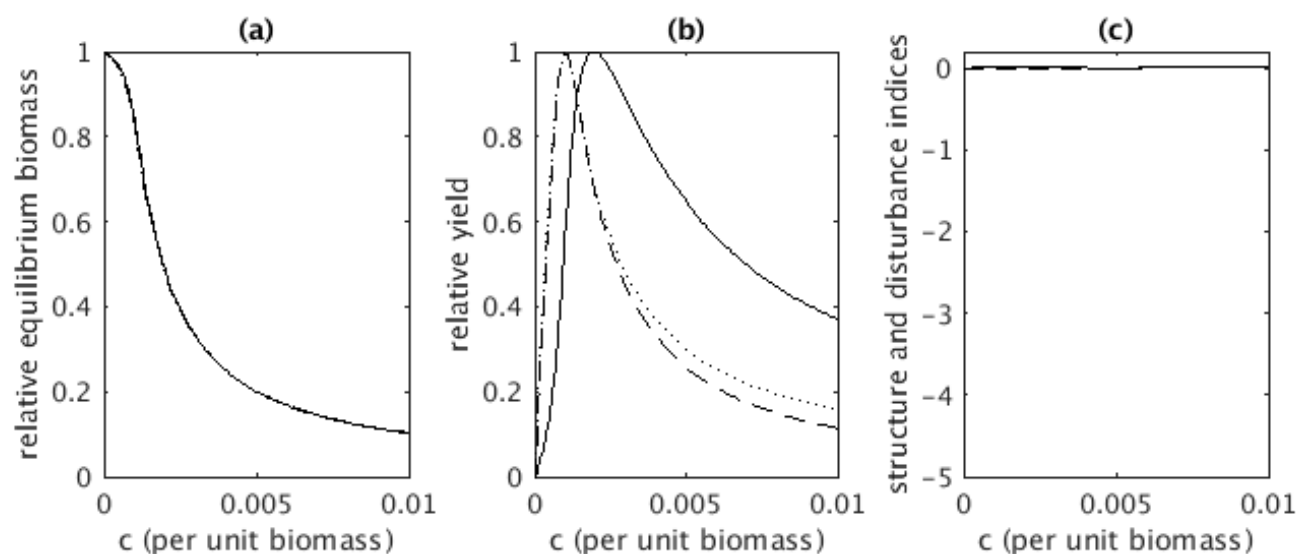 (a)
relative equilibrium biomass
1
0.8
0.6
0.4
0.2
0
0 0.005 0.01
c (per unit biomass)
(b)
relative yield
1
0.8
0.6
0.4
0.2
0
0 0.005 0.01
c (per unit biomass)
(c)
structure and disturbance indices
0
-1
-2
-3
-4
-5
0 0.005 0.01
c (per unit biomass)